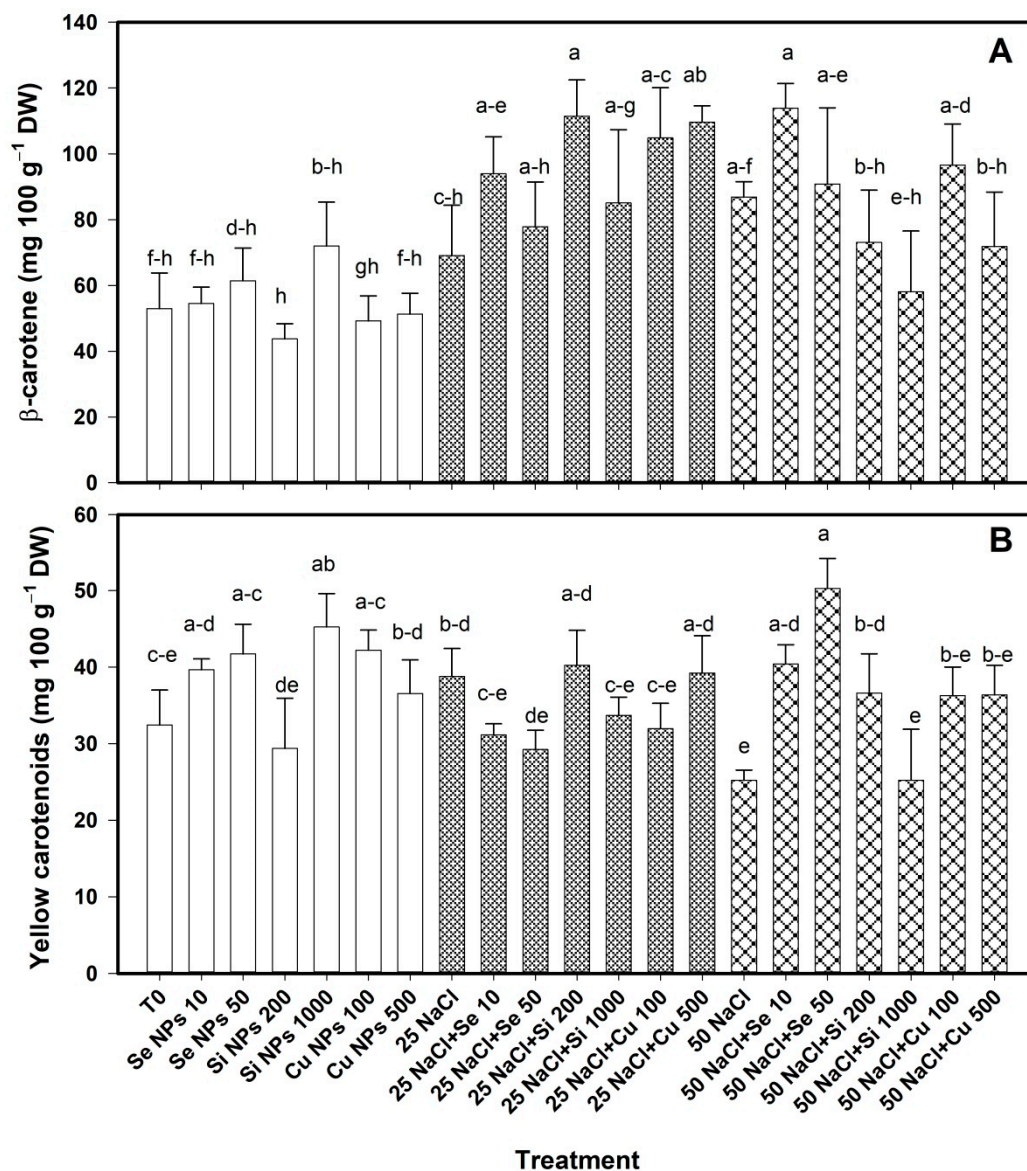 A
β-carotene (mg 100 g⁻¹ DW)
140
120
100
80
60
40
20
0
f-h
f-h
d-h
h
b-h
gh
f-h
c-h
a-e
a-h
a
a-g
a-c
ab
a-f
a
a-e
b-h
e-h
a-d
b-h
B
Yellow carotenoids (mg 100 g⁻¹ DW)
60
50
40
30
20
10
0
c-e
a-d
a-c
de
ab
a-c
b-d
b-d
c-e
de
a-d
c-e
c-e
a-d
e
a-d
a
b-d
e
b-e
b-e
T0
Se NPs 10
Se NPs 50
Si NPs 200
Si NPs 1000
Cu NPs 100
Cu NPs 500
25 NaCl
25 NaCl+Se 10
25 NaCl+Se 50
25 NaCl+Si 200
25 NaCl+Si 1000
25 NaCl+Cu 100
25 NaCl+Cu 500
50 NaCl
50 NaCl+Se 10
50 NaCl+Se 50
50 NaCl+Si 200
50 NaCl+Si 1000
50 NaCl+Cu 100
50 NaCl+Cu 500
Treatment